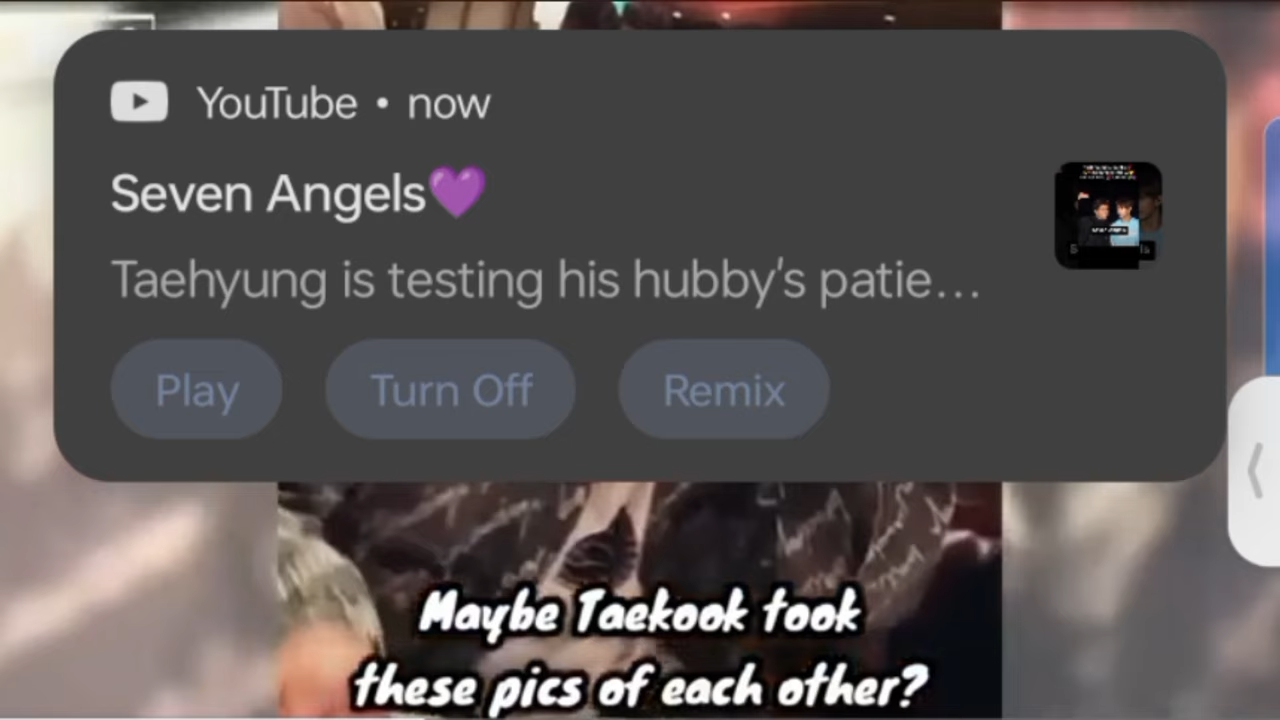 YouTube • now
Seven Angels💜
Taehyung is testing his hubby's patie...
Play
Turn Off
Remix
Maybe Taekook took
these pics of each other?